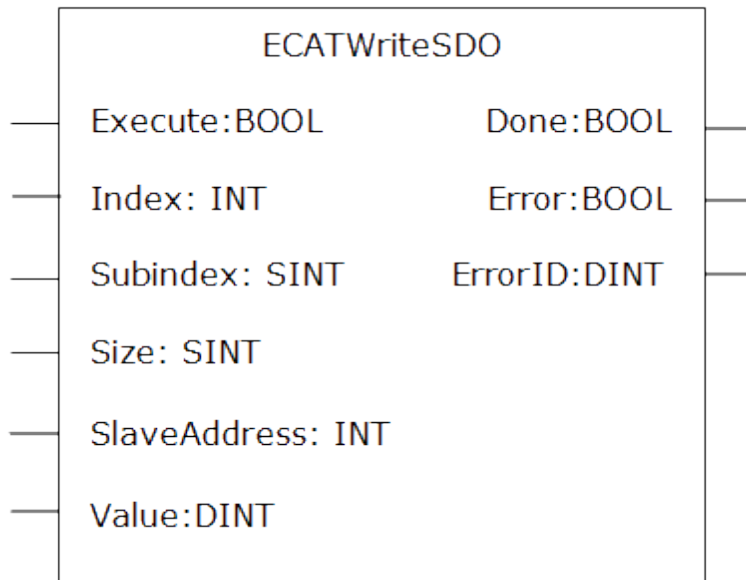 ECATWriteSDO
Execute:BOOL Done:BOOL
Index: INT Error:BOOL
Subindex: SINT ErrorID:DINT
Size: SINT
SlaveAddress: INT
Value:DINT